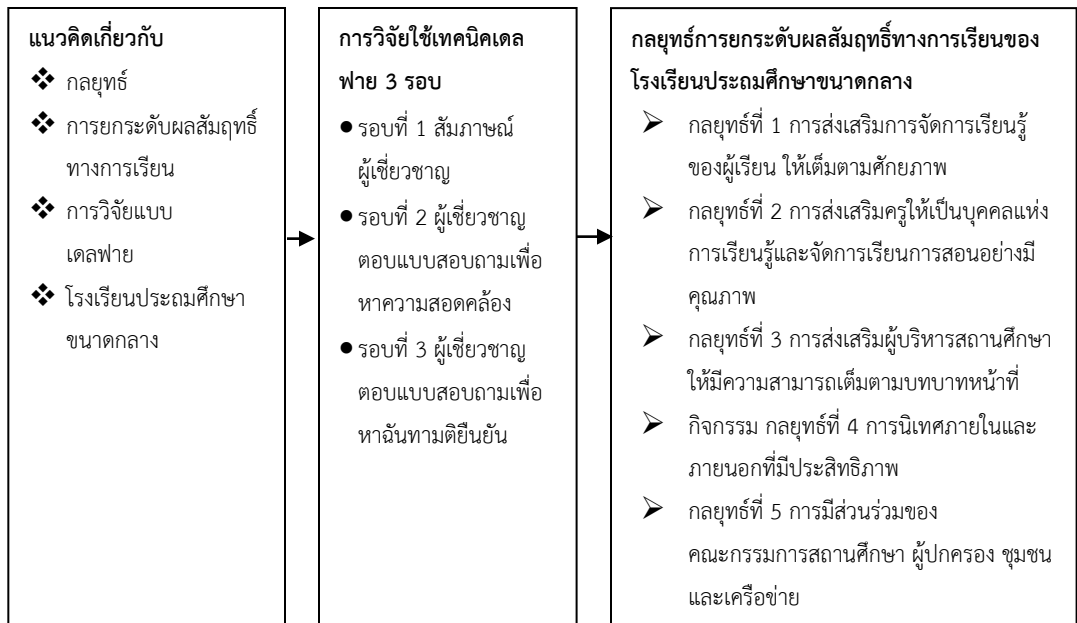 แนวคิดเกี่ยวกับ
❖ กลยุทธ์
❖ การยกระดับผลสัมฤทธิ์
ทางการเรียน
❖ การวิจัยแบบ
เดลฟาย
❖ โรงเรียนประถมศึกษา
ขนาดกลาง
การวิจัยใช้เทคนิคเดล
ฟาย 3 รอบ
● รอบที่ 1 สัมภาษณ์
ผู้เชี่ยวชาญ
● รอบที่ 2 ผู้เชี่ยวชาญ
ตอบแบบสอบถามเพื่อ
หาความสอดคล้อง
● รอบที่ 3 ผู้เชี่ยวชาญ
ตอบแบบสอบถามเพื่อ
หาฉันทามติยืนยัน
กลยุทธ์การยกระดับผลสัมฤทธิ์ทางการเรียนของ
โรงเรียนประถมศึกษาขนาดกลาง
➢ กลยุทธ์ที่ 1 การส่งเสริมการจัดการเรียนรู้
ของผู้เรียน ให้เต็มตามศักยภาพ
➢ กลยุทธ์ที่ 2 การส่งเสริมครูให้เป็นบุคคลแห่ง
การเรียนรู้และจัดการเรียนการสอนอย่างมี
คุณภาพ
➢ กลยุทธ์ที่ 3 การส่งเสริมผู้บริหารสถานศึกษา
ให้มีความสามารถเต็มตามบทบาทหน้าที่
➢ กิจกรรม กลยุทธ์ที่ 4 การนิเทศภายในและ
ภายนอกที่มีประสิทธิภาพ
➢ กลยุทธ์ที่ 5 การมีส่วนร่วมของ
คณะกรรมการสถานศึกษา ผู้ปกครอง ชุมชน
และเครือข่าย